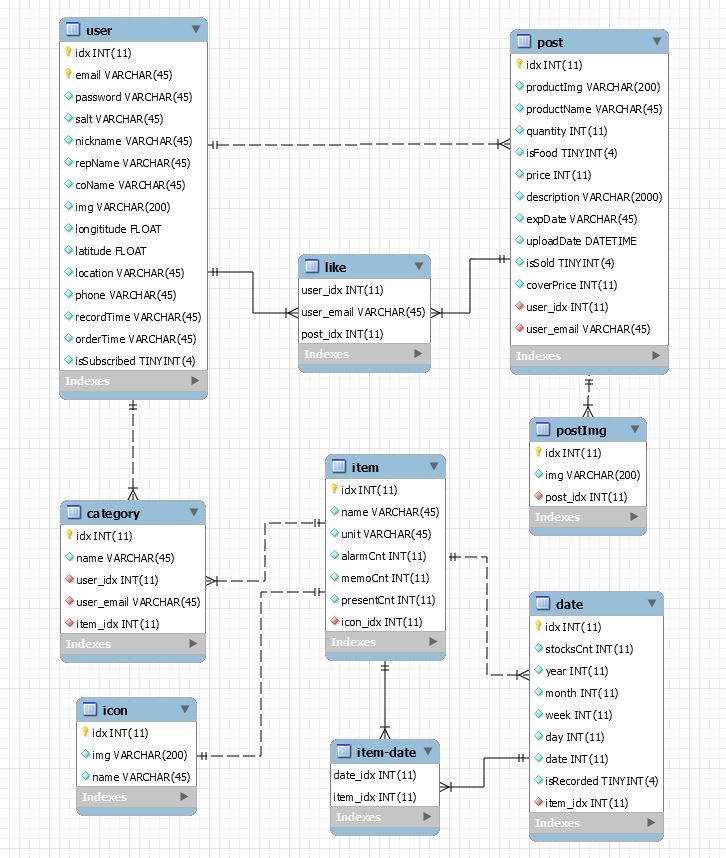 user
idx INT(11)
email VARCHAR(45)
password VARCHAR(45)
salt VARCHAR(45)
nickname VARCHAR(45)
repName VARCHAR(45)
coName VARCHAR(45)
img VARCHAR(200)
longititude FLOAT
latitude FLOAT
location VARCHAR(45)
phone VARCHAR(45)
recordTime VARCHAR(45)
orderTime VARCHAR(45)
isSubscribed TINYINT(4)
Indexes
post
idx INT(11)
productImg VARCHAR(200)
productName VARCHAR(45)
quantity INT(11)
isFood TINYINT(4)
price INT(11)
description VARCHAR(2000)
expDate VARCHAR(45)
uploadDate DATETIME
isSold TINYINT(4)
coverPrice INT(11)
user_idx INT(11)
user_email VARCHAR(45)
Indexes
like
user_idx INT(11)
user_email VARCHAR(45)
post_idx INT(11)
Indexes
postImg
idx INT(11)
img VARCHAR(200)
post_idx INT(11)
Indexes
item
idx INT(11)
name VARCHAR(45)
unit VARCHAR(45)
alarmCnt INT(11)
memoCnt INT(11)
presentCnt INT(11)
icon_idx INT(11)
Indexes
category
idx INT(11)
name VARCHAR(45)
user_idx INT(11)
user_email VARCHAR(45)
item_idx INT(11)
Indexes
date
idx INT(11)
stocksCnt INT(11)
year INT(11)
month INT(11)
week INT(11)
day INT(11)
date INT(11)
isRecorded TINYINT(4)
item_idx INT(11)
Indexes
icon
idx INT(11)
img VARCHAR(200)
name VARCHAR(45)
Indexes
item-date
date_idx INT(11)
item_idx INT(11)
Indexes